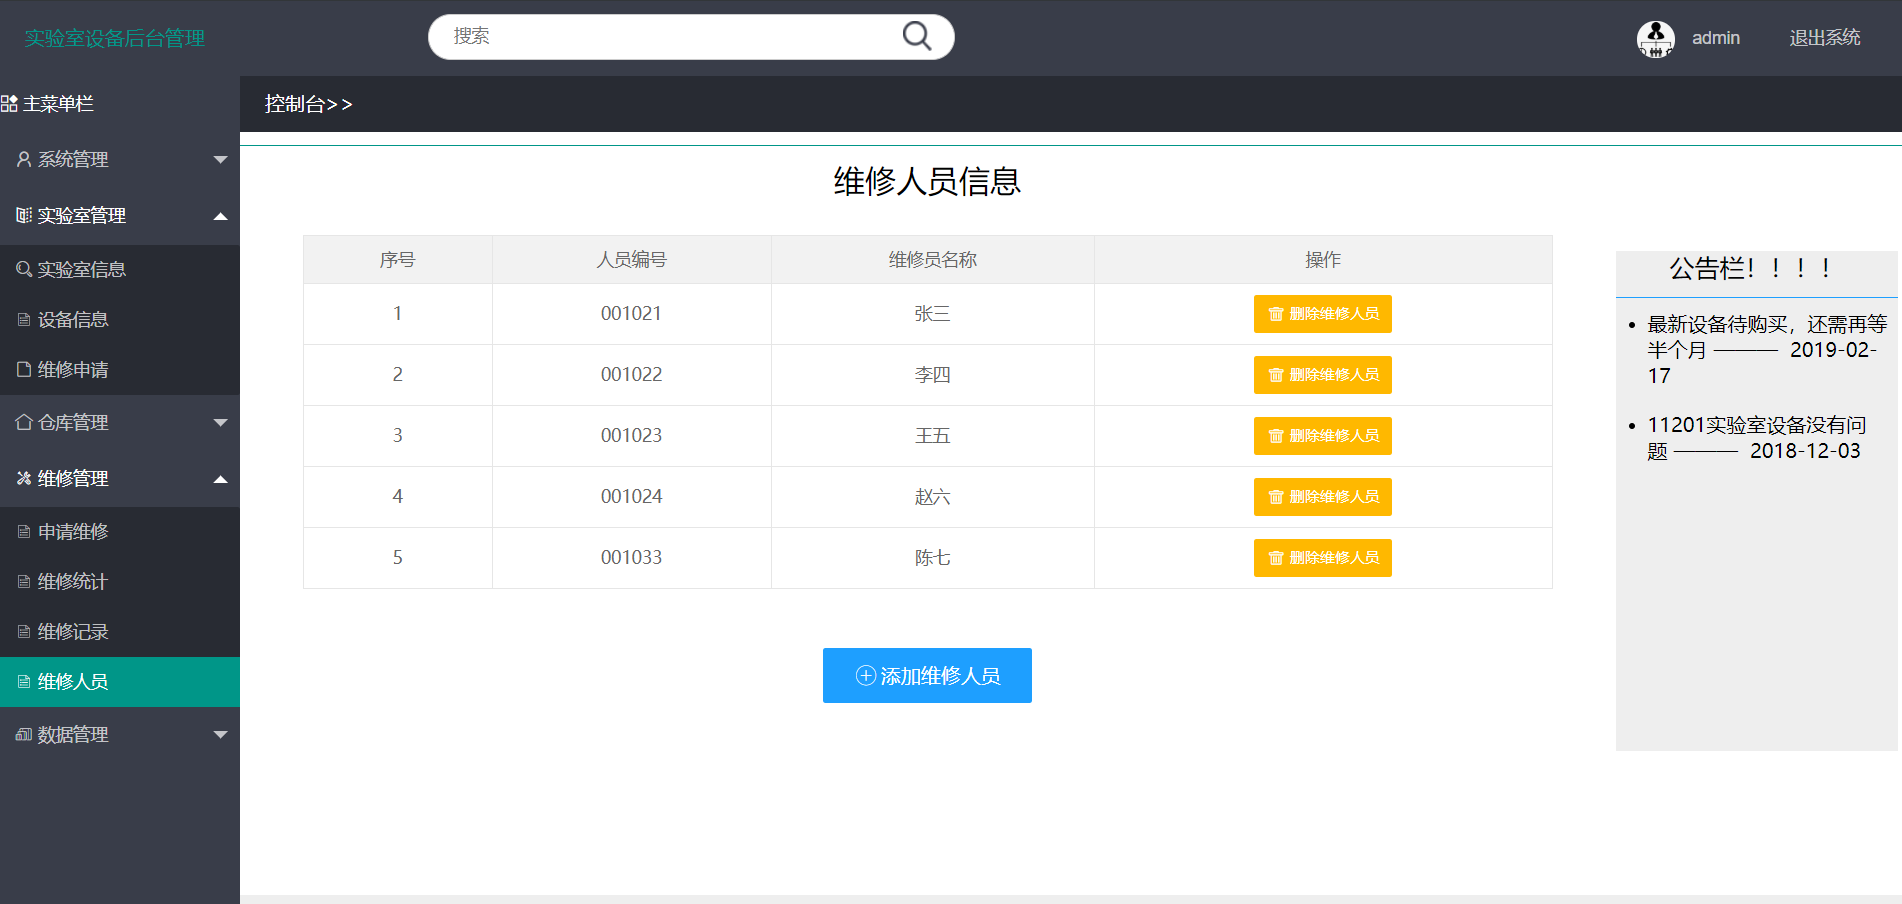 实验室设备后台管理
搜索
admin
退出系统
主菜单栏
系统管理
实验室管理
实验室信息
设备信息
维修申请
仓库管理
维修管理
申请维修
维修统计
维修记录
维修人员
数据管理
控制台>>
维修人员信息
序号 人员编号 维修员名称 操作
1 001021 张三 删除维修人员
2 001022 李四 删除维修人员
3 001023 王五 删除维修人员
4 001024 赵六 删除维修人员
5 001033 陈七 删除维修人员
添加维修人员
公告栏！！！！
最新设备待购买，还需再等
半个月 ——— 2019-02-
17
11201实验室设备没有问
题 ——— 2018-12-03